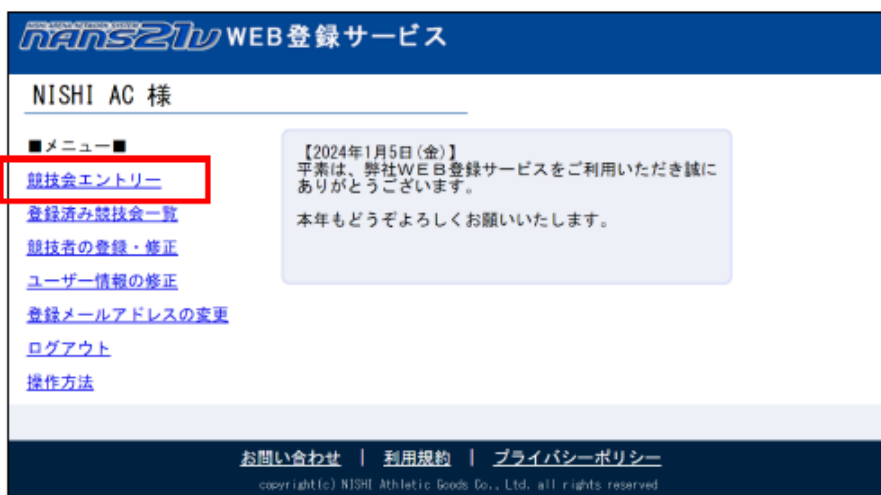 NISHI ARENA NETWORK SYSTEM
nans21V WEB登録サービス
NISHI AC 様
■メニュー■
競技会エントリー
登録済み競技会一覧
競技者の登録・修正
ユーザー情報の修正
登録メールアドレスの変更
ログアウト
操作方法
【2024年1月5日(金)】
平素は、弊社WEB登録サービスをご利用いただき誠に
ありがとうございます。
本年もどうぞよろしくお願いいたします。
お問い合わせ | 利用規約 | プライバシーポリシー
copyright(c) NISHI Athletic Goods Co., Ltd. all rights reserved